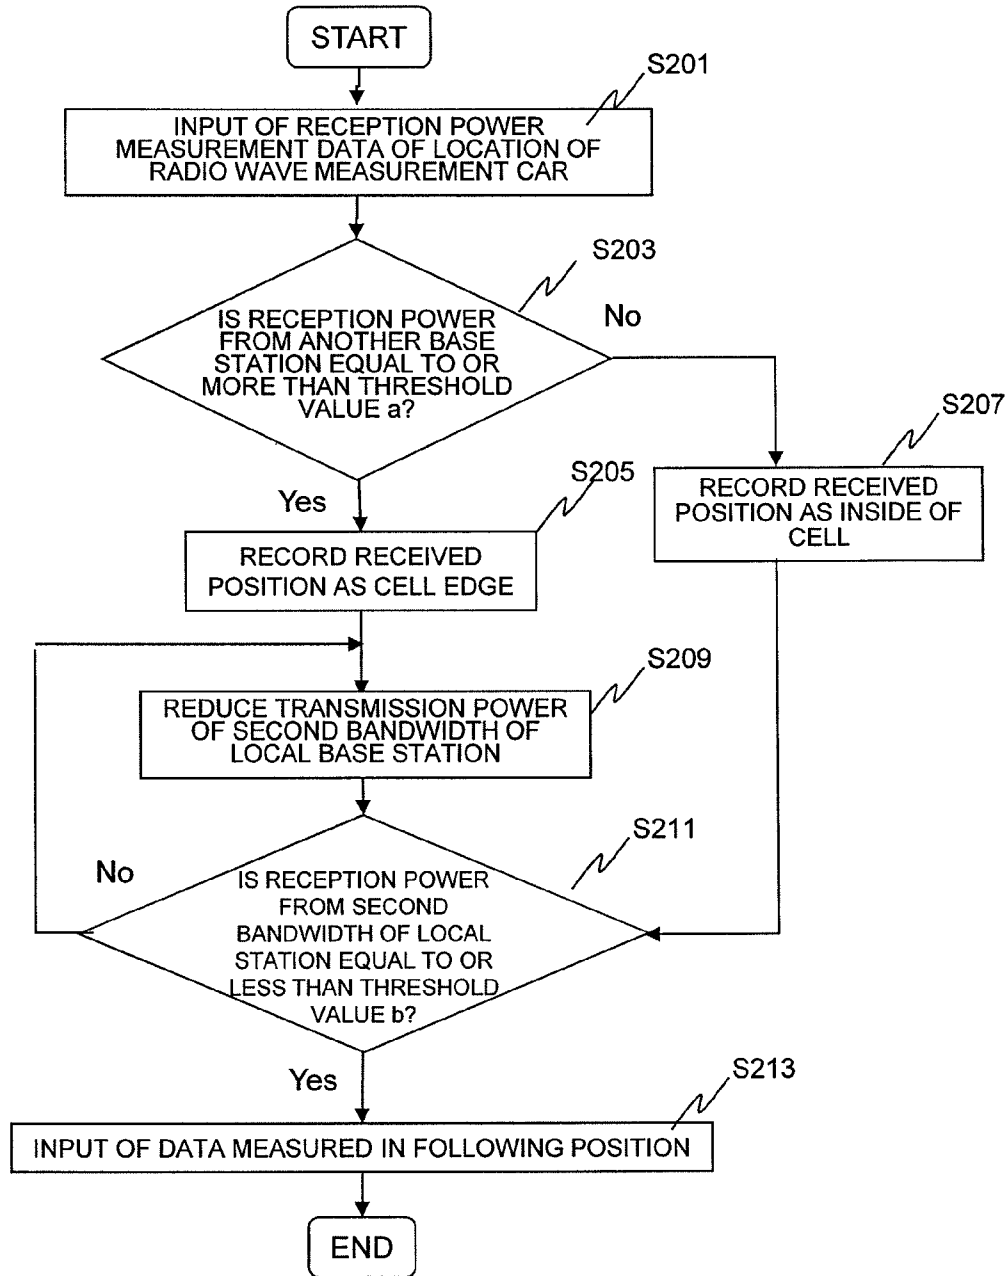 START
S201
INPUT OF RECEPTION POWER
MEASUREMENT DATA OF LOCATION OF
RADIO WAVE MEASUREMENT CAR
S203
IS RECEPTION POWER
FROM ANOTHER BASE
STATION EQUAL TO OR
MORE THAN THRESHOLD
VALUE a?
No
S207
RECORD RECEIVED
POSITION AS INSIDE OF
CELL
Yes
S205
RECORD RECEIVED
POSITION AS CELL EDGE
S209
REDUCE TRANSMISSION POWER
OF SECOND BANDWIDTH OF
LOCAL BASE STATION
S211
No
IS RECEPTION POWER
FROM SECOND
BANDWIDTH OF LOCAL
STATION EQUAL TO OR
LESS THAN THRESHOLD
VALUE b?
Yes
S213
INPUT OF DATA MEASURED IN FOLLOWING POSITION
END